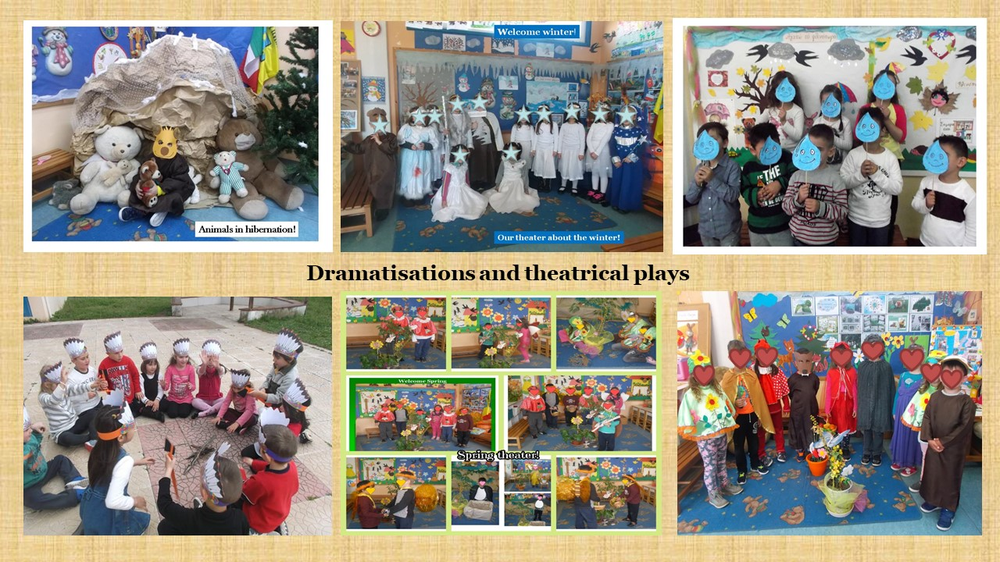 Welcome winter!
Animals in hibernation!
Our theater about the winter!
Dramatisations and theatrical plays
Welcome Spring
Spring theater!